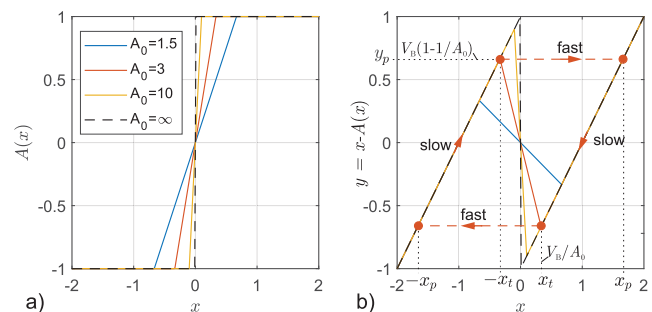 1
0.5
0
-0.5
-1
A(x)
A₀=1.5
A₀=3
A₀=10
A₀=∞
-2
-1
0
1
2
x
a)
y = x-A(x)
y_p
1
0.5
0
-0.5
-1
V_B(1-1/A₀)
fast
slow
slow
fast
V_B/A₀
-2
-1
0
1
2
−x_p
−x_t
x_t
x_p
x
b)